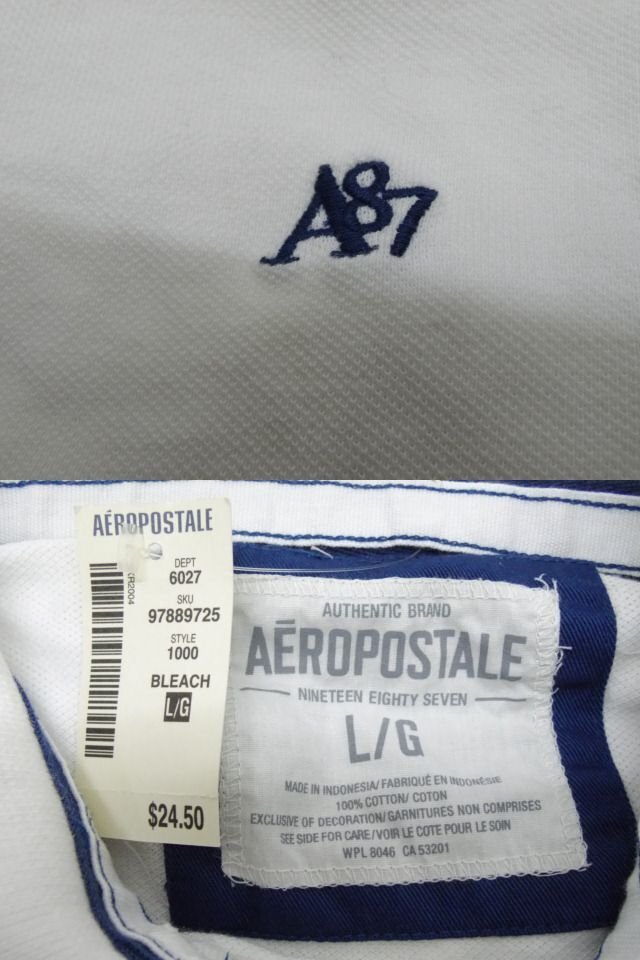 A87
AÉROPOSTALE
DEPT
6027
SKU
97889725
STYLE
1000
BLEACH
L/G
$24.50
AUTHENTIC BRAND
AĒROPOSTALE
NINETEEN EIGHTY SEVEN
L/G
MADE IN INDONESIA/ FABRIQUÉ EN INDONÉSIE
100% COTTON/ COTON
EXCLUSIVE OF DECORATION/GARNITURES NON COMPRISES
SEE SIDE FOR CARE/VOIR LE COTE POUR LE SOIN
WPL 8046 CA 53201